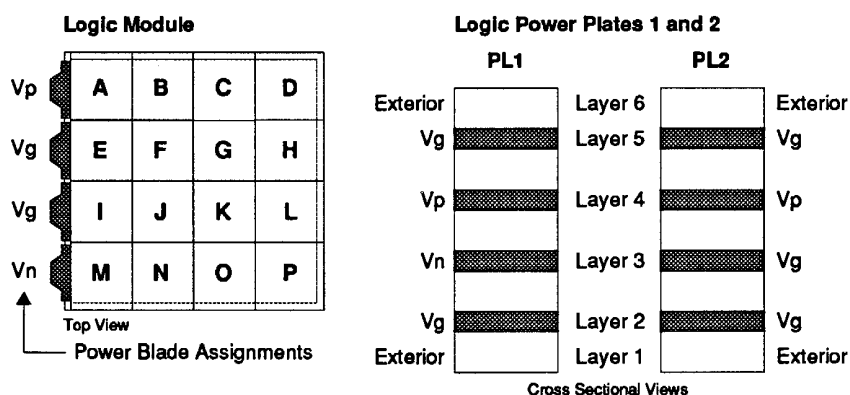 Logic Module
Vp A B C D
Vg E F G H
Vg I J K L
Vn M N O P
Top View
Power Blade Assignments
Logic Power Plates 1 and 2
PL1 PL2
Exterior Layer 6 Exterior
Vg Layer 5 Vg
Vp Layer 4 Vp
Vn Layer 3 Vg
Vg Layer 2 Vg
Exterior Layer 1 Exterior
Cross Sectional Views